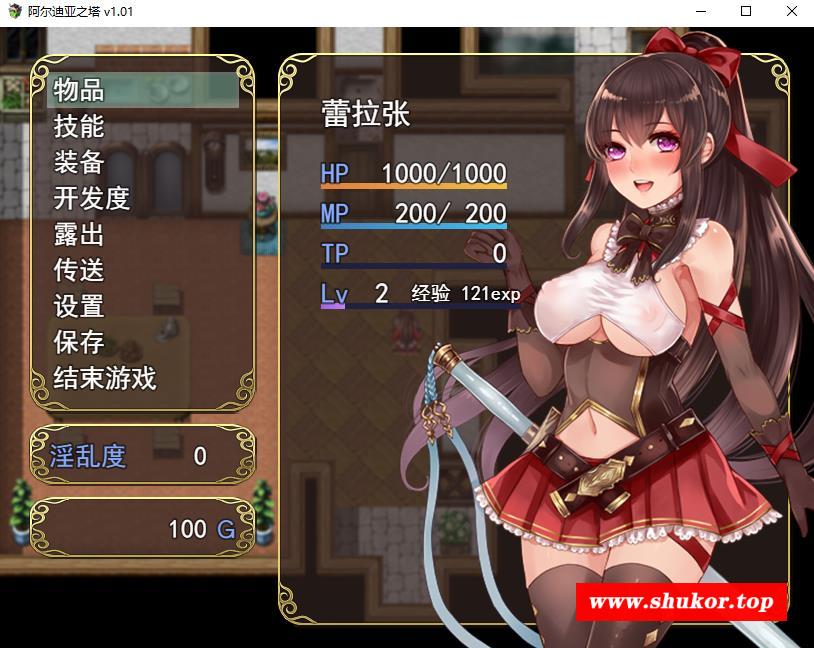 阿尔迪亚之塔 v1.01
物品
技能
装备
开发度
露出
传送
设置
保存
结束游戏
淫乱度 0
100 G
蕾拉张
HP 1000/1000
MP 200/ 200
TP 0
Lv 2 经验 121exp
www.shukor.top